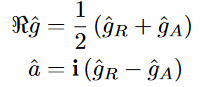 ℜĝ = 1/2 (ĝ_R + ĝ_A)
â = i (ĝ_R − ĝ_A)